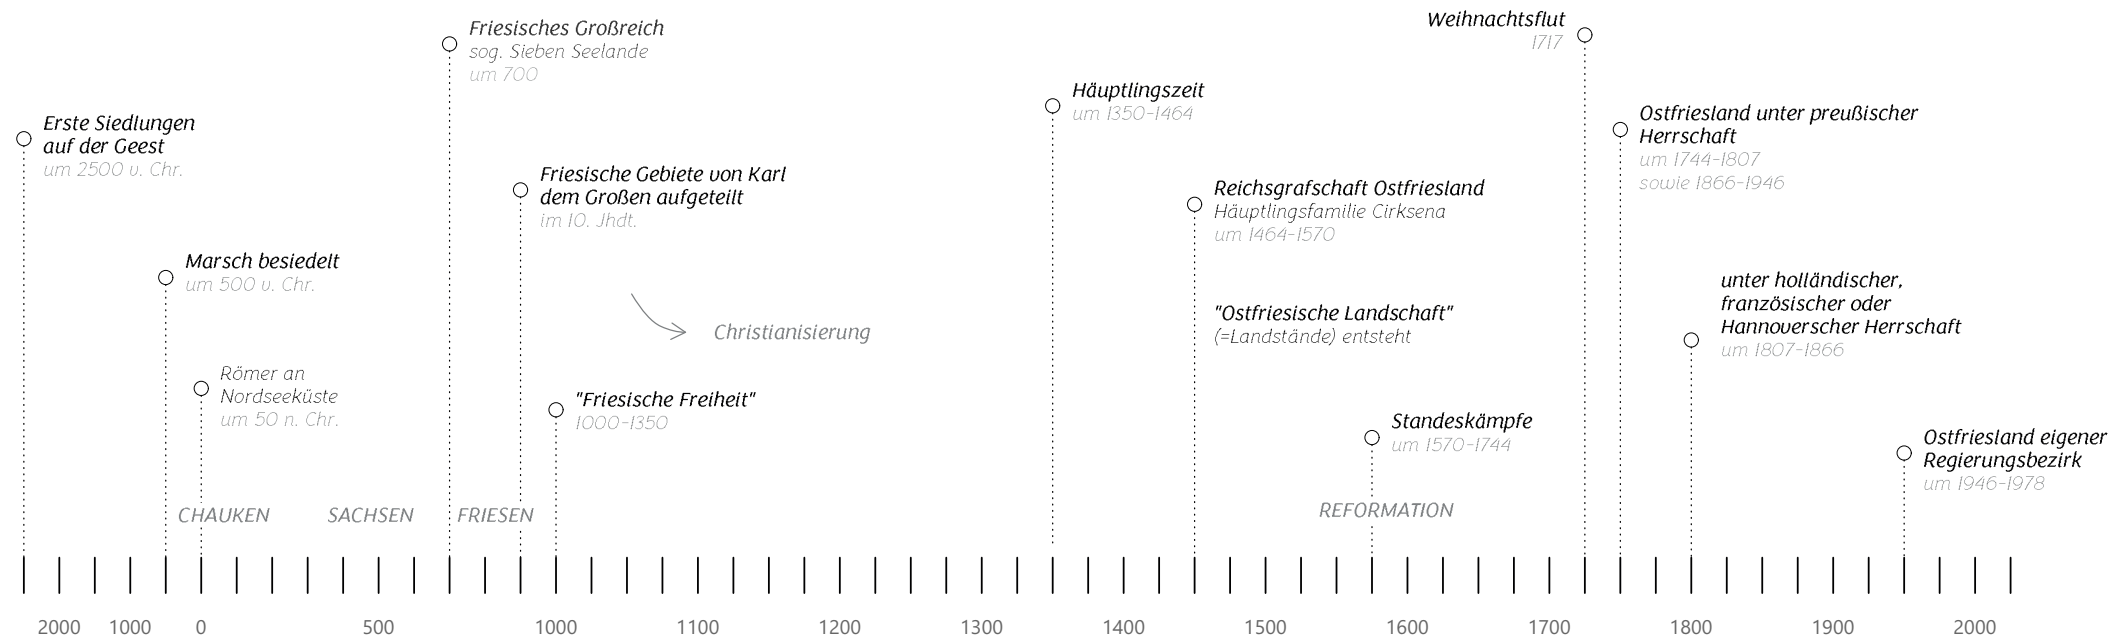 Erste Siedlungen
auf der Geest
um 2500 v. Chr.
Marsch besiedelt
um 500 v. Chr.
Römer an
Nordseeküste
um 50 n. Chr.
Friesisches Großreich
sog. Sieben Seelande
um 700
Friesische Gebiete von Karl
dem Großen aufgeteilt
im 10. Jhdt.
Christianisierung
"Friesische Freiheit"
1000-1350
Häuptlingszeit
um 1350-1464
Reichsgrafschaft Ostfriesland
Häuptlingsfamilie Cirksena
um 1464-1570
"Ostfriesische Landschaft"
(=Landstände) entsteht
Standeskämpfe
um 1570-1744
Weihnachtsflut
1717
Ostfriesland unter preußischer
Herrschaft
um 1744-1807
sowie 1866-1946
unter holländischer,
französischer oder
Hannoverscher Herrschaft
um 1807-1866
Ostfriesland eigener
Regierungsbezirk
um 1946-1978
CHAUKEN SACHSEN FRIESEN REFORMATION
2000 1000 0 500 1000 1100 1200 1300 1400 1500 1600 1700 1800 1900 2000